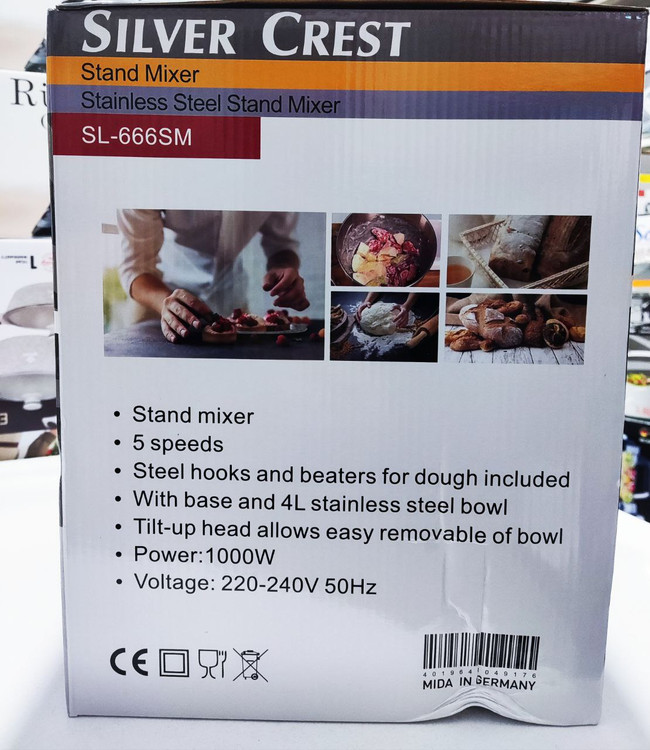 SILVER CREST
Stand Mixer
Stainless Steel Stand Mixer
SL-666SM
• Stand mixer
• 5 speeds
• Steel hooks and beaters for dough included
• With base and 4L stainless steel bowl
• Tilt-up head allows easy removable of bowl
• Power:1000W
• Voltage: 220-240V 50Hz
CE
4019641049176
MIDA IN GERMANY